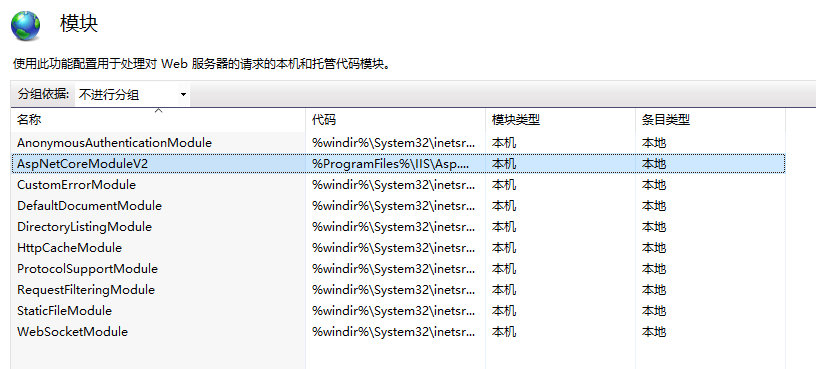 模块
使用此功能配置用于处理对 Web 服务器的请求的本机和托管代码模块。
分组依据: 不进行分组
名称 代码 模块类型 条目类型
AnonymousAuthenticationModule %windir%\System32\inetsr... 本机 本地
AspNetCoreModuleV2 %ProgramFiles%\IIS\Asp.... 本机 本地
CustomErrorModule %windir%\System32\inetsr... 本机 本地
DefaultDocumentModule %windir%\System32\inetsr... 本机 本地
DirectoryListingModule %windir%\System32\inetsr... 本机 本地
HttpCacheModule %windir%\System32\inetsr... 本机 本地
ProtocolSupportModule %windir%\System32\inetsr... 本机 本地
RequestFilteringModule %windir%\System32\inetsr... 本机 本地
StaticFileModule %windir%\System32\inetsr... 本机 本地
WebSocketModule %windir%\System32\inetsr... 本机 本地